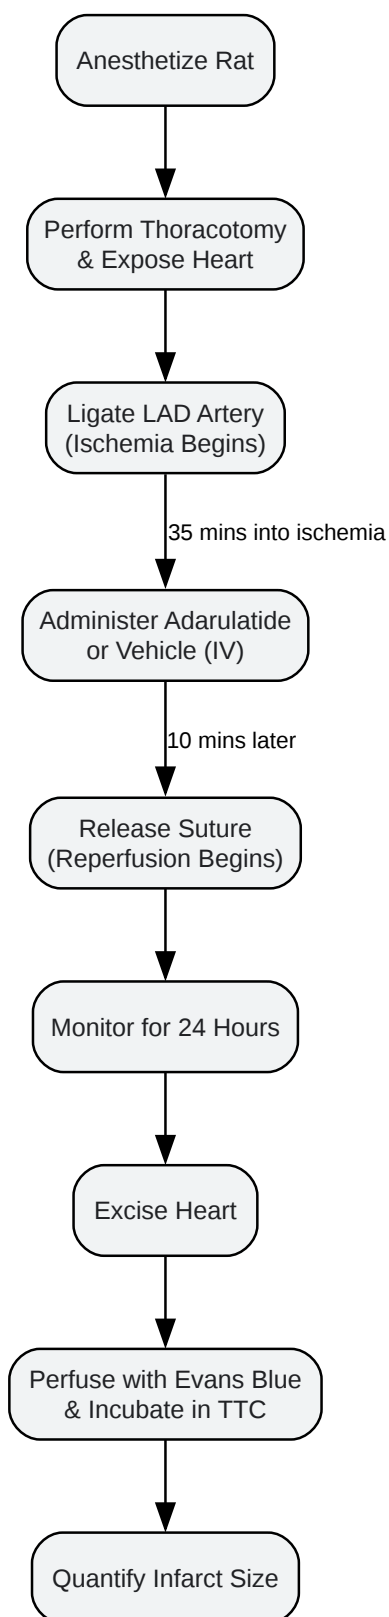 Anesthetize Rat
Perform Thoracotomy
& Expose Heart
Ligate LAD Artery
(Ischemia Begins)
35 mins into ischemia
Administer Adarulatide
or Vehicle (IV)
10 mins later
Release Suture
(Reperfusion Begins)
Monitor for 24 Hours
Excise Heart
Perfuse with Evans Blue
& Incubate in TTC
Quantify Infarct Size